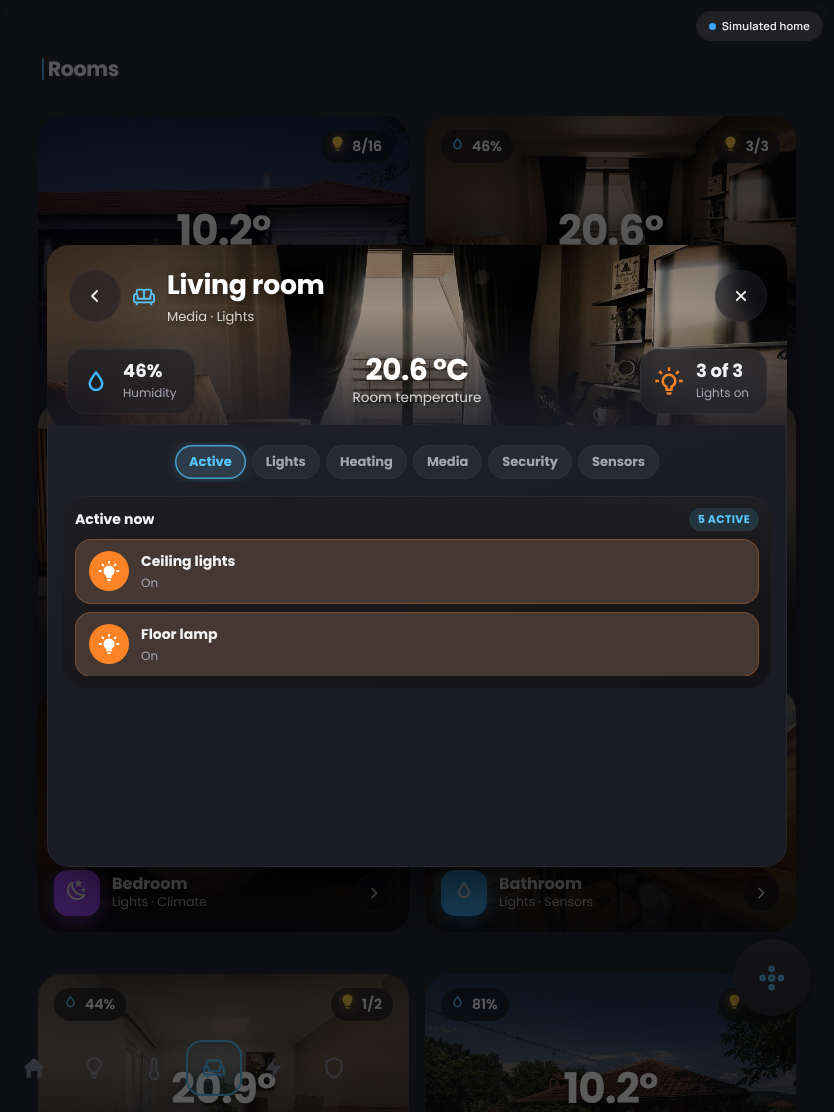 Simulated home
Rooms
8/16
46%
3/3
10.2°
20.6°
Living room
Media · Lights
46%
Humidity
20.6 °C
Room temperature
3 of 3
Lights on
Active
Lights
Heating
Media
Security
Sensors
Active now
5 ACTIVE
Ceiling lights
On
Floor lamp
On
Bedroom
Lights · Climate
Bathroom
Lights · Sensors
44%
1/2
81%
20.9°
10.2°